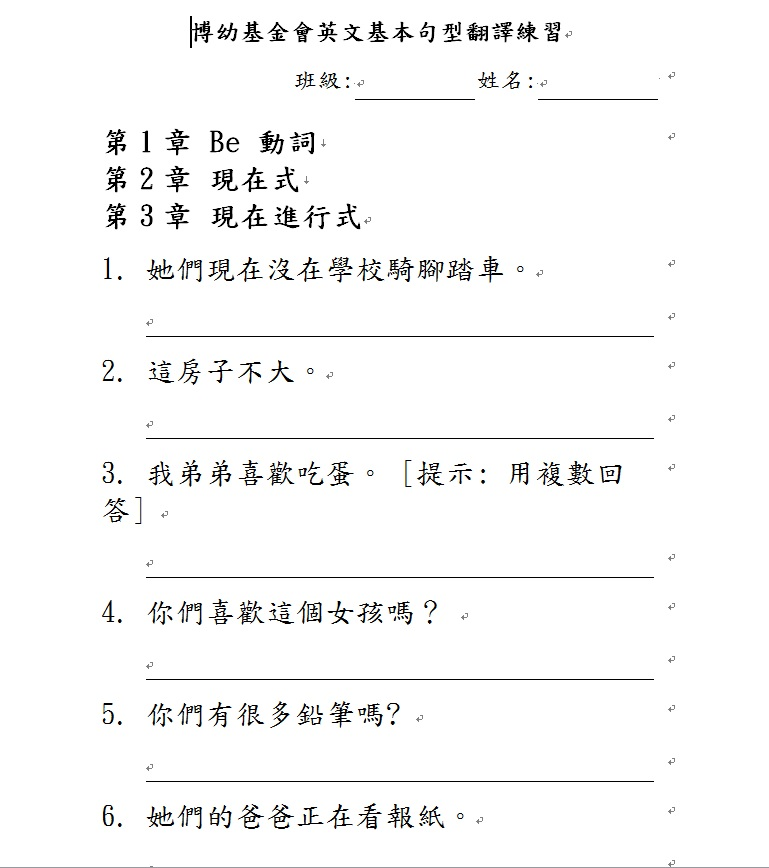 博幼基金會英文基本句型翻譯練習
班級: 姓名:
第 1 章 Be 動詞
第 2 章 現在式
第 3 章 現在進行式
1. 她們現在沒在學校騎腳踏車。
2. 這房子不大。
3. 我弟弟喜歡吃蛋。 [提示: 用複數回
答]
4. 你們喜歡這個女孩嗎？
5. 你們有很多鉛筆嗎?
6. 她們的爸爸正在看報紙。